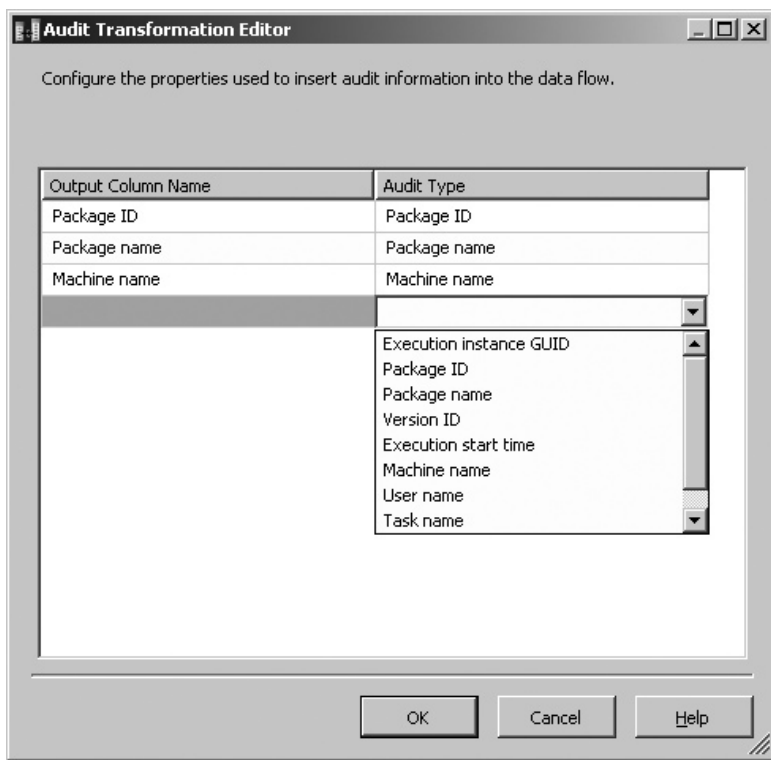 Audit Transformation Editor
Configure the properties used to insert audit information into the data flow.
Output Column Name Audit Type
Package ID Package ID
Package name Package name
Machine name Machine name
Execution instance GUID
Package ID
Package name
Version ID
Execution start time
Machine name
User name
Task name
OK Cancel Help